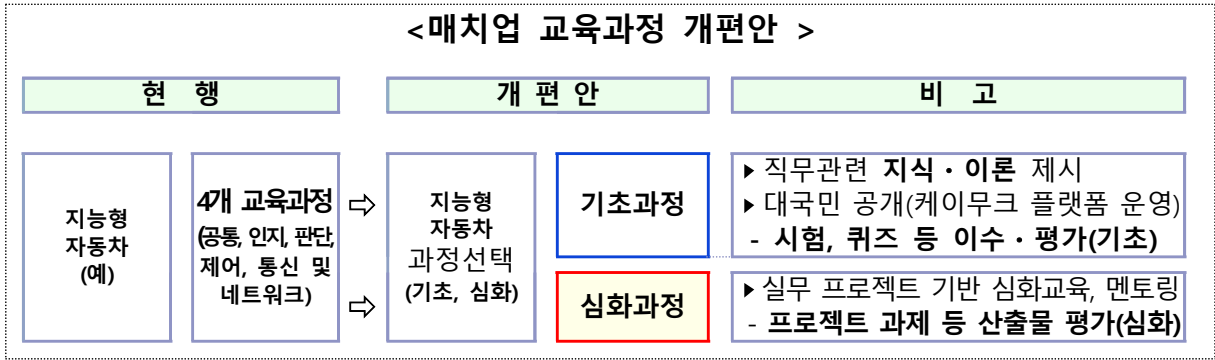 <매치업 교육과정 개편안 >
현 행
개 편 안
비 고
지능형
자동차
(예)
4개 교육과정
(공통, 인지, 판단,
제어, 통신 및
네트워크)
⇨
⇨
지능형
자동차
과정선택
(기초, 심화)
기초과정
▸직무관련 지식・이론 제시
▸대국민 공개(케이무크 플랫폼 운영)
- 시험, 퀴즈 등 이수・평가(기초)
심화과정
▸실무 프로젝트 기반 심화교육, 멘토링
- 프로젝트 과제 등 산출물 평가(심화)